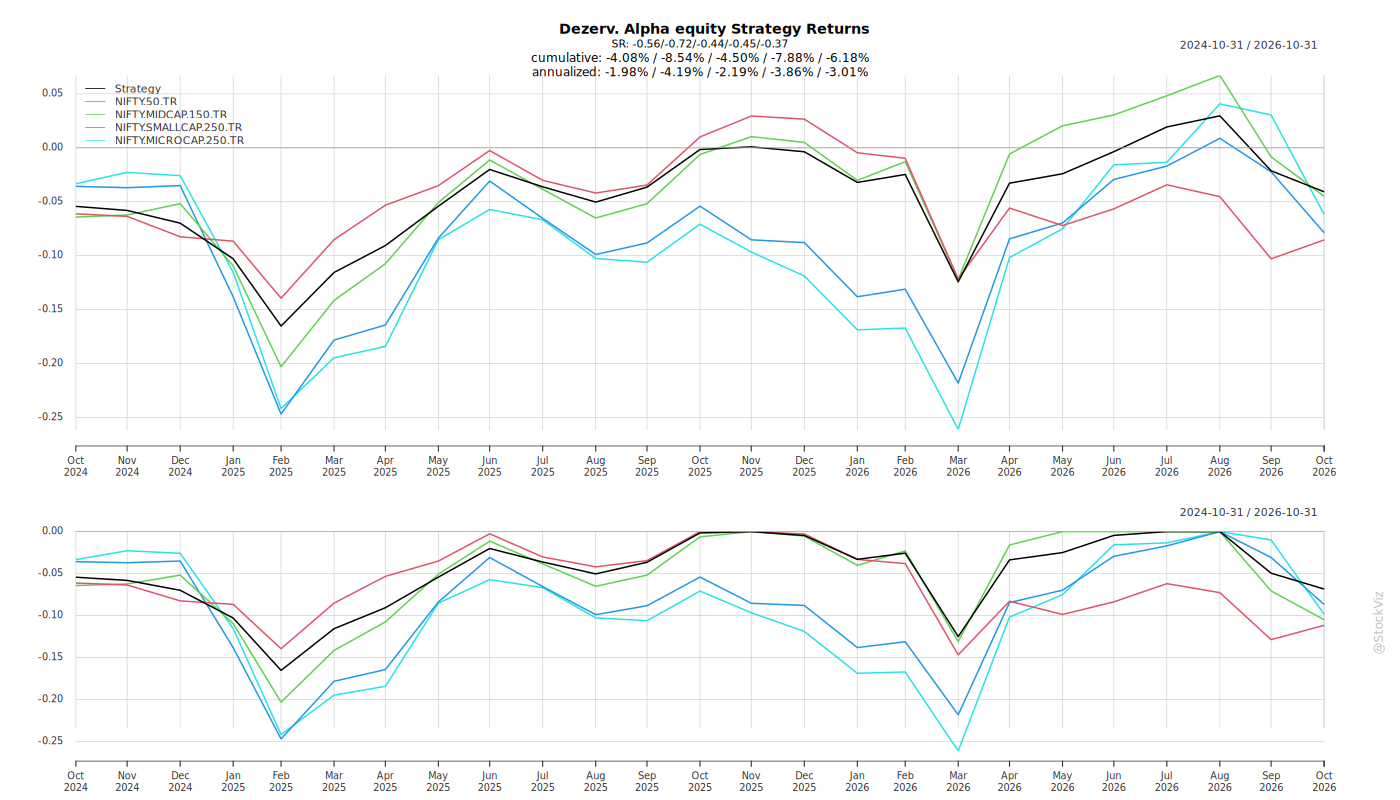 Dezerv. Alpha equity Strategy Returns
SR: -0.56/-0.72/-0.44/-0.45/-0.37
cumulative: -4.08% / -8.54% / -4.50% / -7.88% / -6.18%
annualized: -1.98% / -4.19% / -2.19% / -3.86% / -3.01%
2024-10-31 / 2026-10-31
Strategy
NIFTY.50.TR
NIFTY.MIDCAP.150.TR
NIFTY.SMALLCAP.250.TR
NIFTY.MICROCAP.250.TR
0.05
0.00
-0.05
-0.10
-0.15
-0.20
-0.25
Oct Nov Dec Jan Feb Mar Apr May Jun Jul Aug Sep Oct Nov Dec Jan Feb Mar Apr May Jun Jul Aug Sep Oct
2024 2024 2024 2025 2025 2025 2025 2025 2025 2025 2025 2025 2025 2025 2025 2026 2026 2026 2026 2026 2026 2026 2026 2026 2026
2024-10-31 / 2026-10-31
0.00
-0.05
-0.10
-0.15
-0.20
-0.25
Oct Nov Dec Jan Feb Mar Apr May Jun Jul Aug Sep Oct Nov Dec Jan Feb Mar Apr May Jun Jul Aug Sep Oct
2024 2024 2024 2025 2025 2025 2025 2025 2025 2025 2025 2025 2025 2025 2025 2026 2026 2026 2026 2026 2026 2026 2026 2026 2026
@StockViz